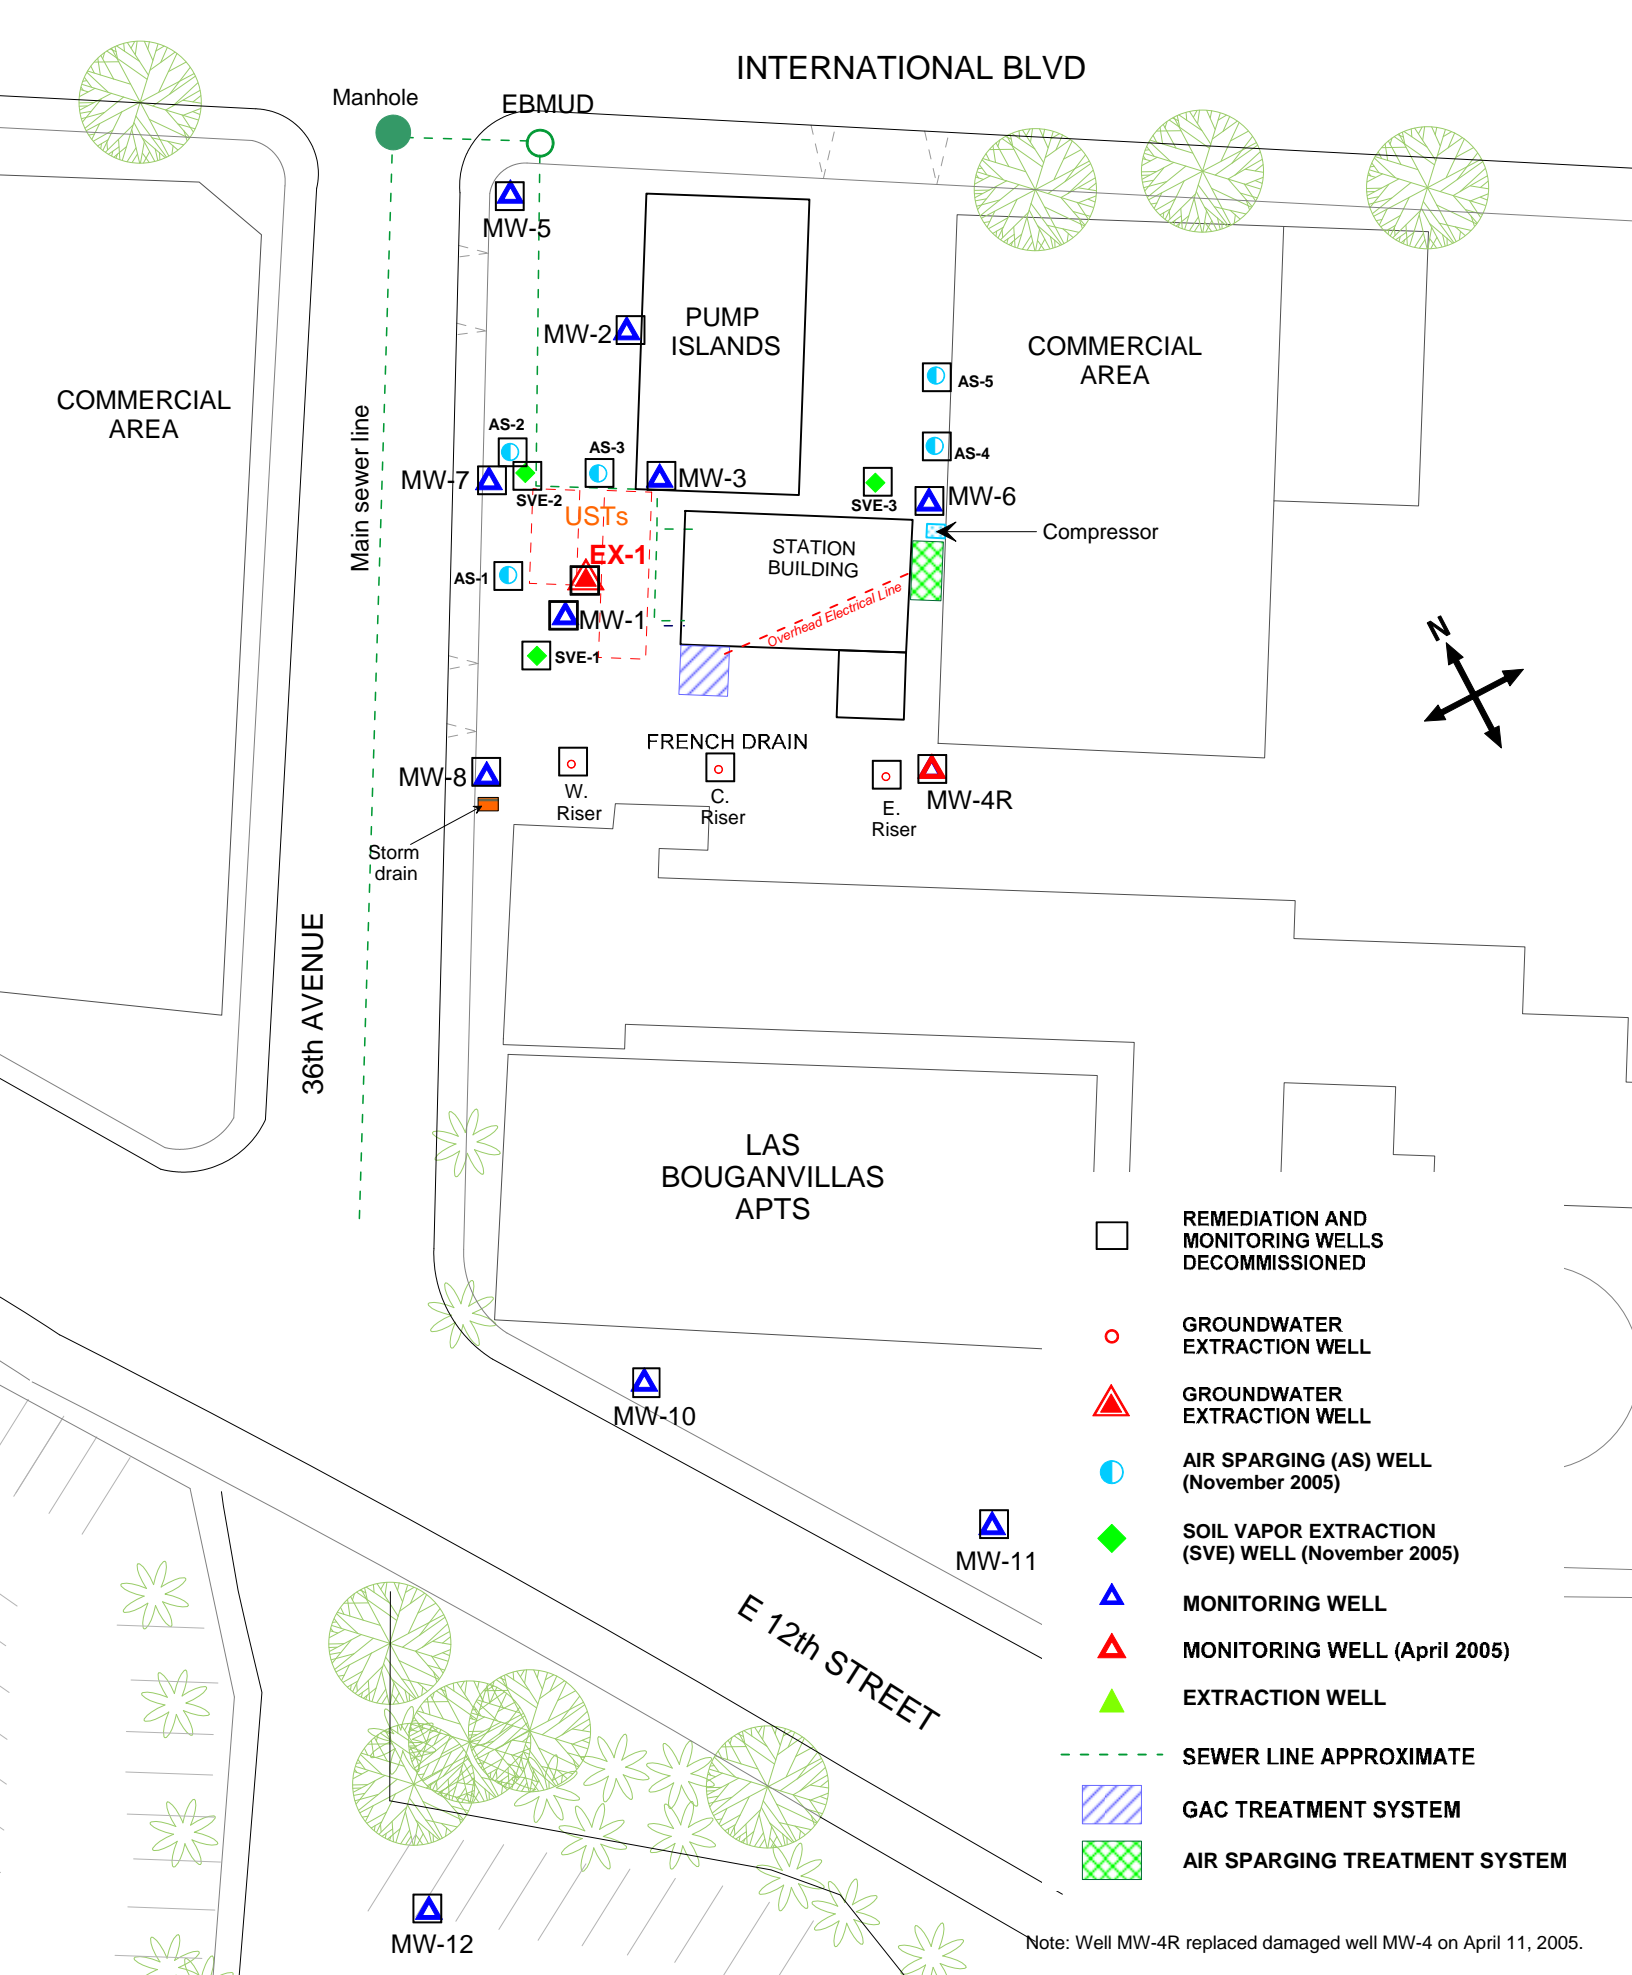 INTERNATIONAL BLVD
Manhole
EBMUD
MW-5
PUMP
ISLANDS
MW-2
COMMERCIAL
AREA
COMMERCIAL
AREA
AS-5
Main sewer line
AS-2
AS-3
AS-4
MW-7
MW-3
SVE-2
SVE-3
MW-6
USTs
Compressor
STATION
BUILDING
EX-1
AS-1
Overhead Electrical Line
MW-1
SVE-1
N
FRENCH DRAIN
MW-8
W.
Riser
C.
Riser
E.
Riser
MW-4R
Storm
drain
36th AVENUE
LAS
BOUGANVILLAS
APTS
MW-10
MW-11
E 12th STREET
MW-12
REMEDIATION AND
MONITORING WELLS
DECOMMISSIONED
GROUNDWATER
EXTRACTION WELL
GROUNDWATER
EXTRACTION WELL
AIR SPARGING (AS) WELL
(November 2005)
SOIL VAPOR EXTRACTION
(SVE) WELL (November 2005)
MONITORING WELL
MONITORING WELL (April 2005)
EXTRACTION WELL
SEWER LINE APPROXIMATE
GAC TREATMENT SYSTEM
AIR SPARGING TREATMENT SYSTEM
Note: Well MW-4R replaced damaged well MW-4 on April 11, 2005.